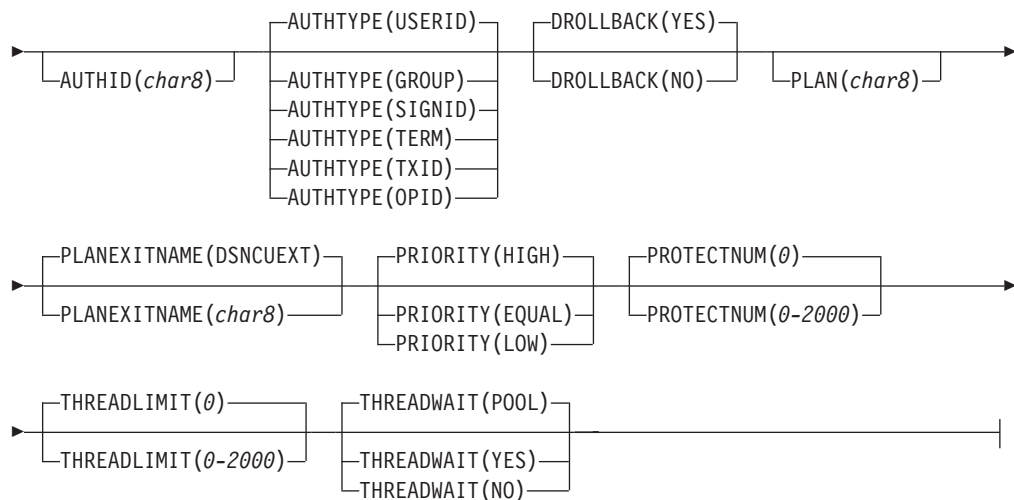 AUTHTYPE(USERID) DROLLBACK(YES)
AUTHID(char8) AUTHTYPE(GROUP) DROLLBACK(NO) PLAN(char8)
AUTHTYPE(SIGNID)
AUTHTYPE(TERM)
AUTHTYPE(TXID)
AUTHTYPE(OPID)
PLANEXITNAME(DSNCUEXT) PRIORITY(HIGH) PROTECTNUM(0)
PLANEXITNAME(char8) PRIORITY(EQUAL) PROTECTNUM(0-2000)
PRIORITY(LOW)
THREADLIMIT(0) THREADWAIT(POOL)
THREADLIMIT(0-2000) THREADWAIT(YES)
THREADWAIT(NO)